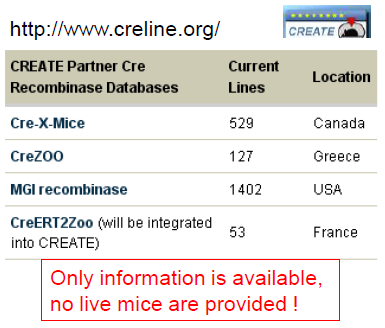 http://www.creline.org/
CREATE
CREATE Partner Cre Recombinase Databases Current Lines Location
Cre-X-Mice 529 Canada
CreZOO 127 Greece
MGI recombinase 1402 USA
CreERT2Zoo (will be integrated into CREATE) 53 France
Only information is available,
no live mice are provided !